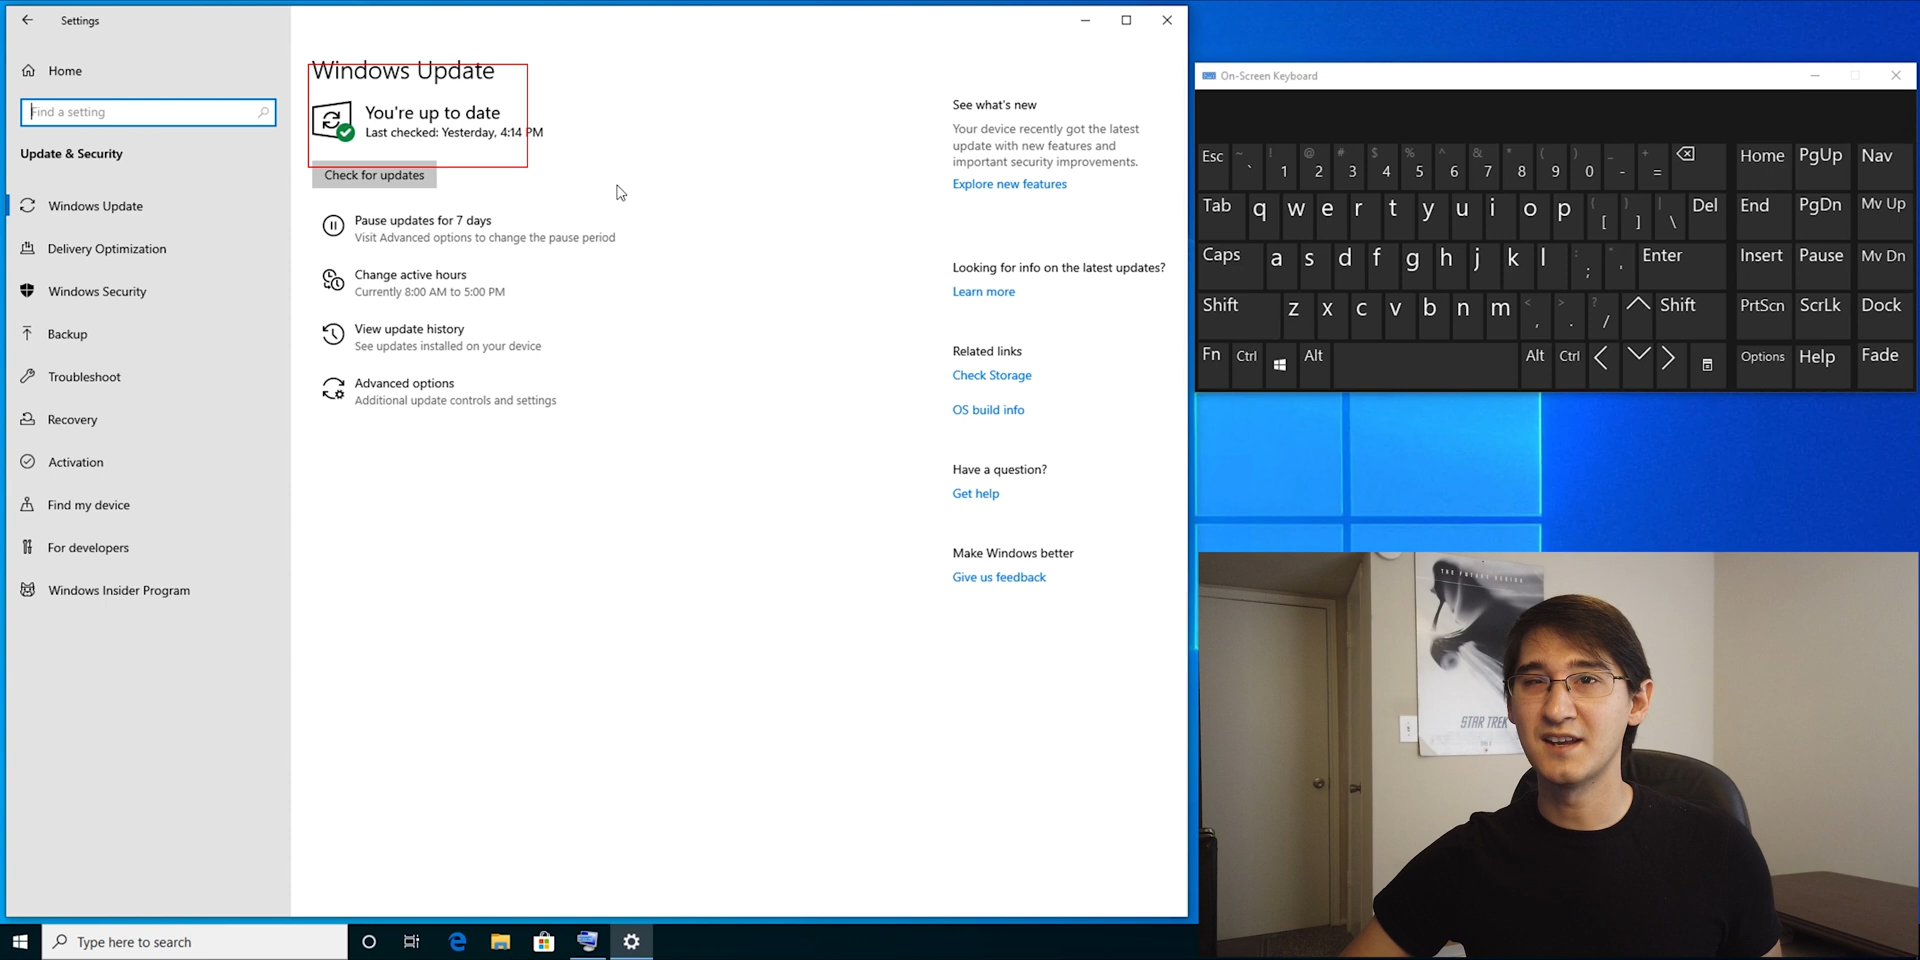 Settings
Home
Find a setting
Update & Security
Windows Update
Delivery Optimization
Windows Security
Backup
Troubleshoot
Recovery
Activation
Find my device
For developers
Windows Insider Program
Windows Update
You're up to date
Last checked: Yesterday, 4:14 PM
Check for updates
Pause updates for 7 days
Visit Advanced options to change the pause period
Change active hours
Currently 8:00 AM to 5:00 PM
View update history
See updates installed on your device
Advanced options
Additional update controls and settings
See what's new
Your device recently got the latest
update with new features and
important security improvements.
Explore new features
Looking for info on the latest updates?
Learn more
Related links
Check Storage
OS build info
Have a question?
Get help
Make Windows better
Give us feedback
On-Screen Keyboard
Esc ~ ` ! 1 @ 2 # 3 $ 4 % 5 ^ 6 & 7 * 8 ( 9 ) 0 _ - + = Home PgUp Nav
Tab q w e r t y u i o p { [ } ] | \ Del End PgDn Mv Up
Caps a s d f g h j k l : ; " ' Enter Insert Pause Mv Dn
Shift z x c v b n m < , > . ? / Shift PrtScn ScrLk Dock
Fn Ctrl Alt Alt Ctrl Options Help Fade
THE FUTURE BEGINS
STAR TREK
Type here to search